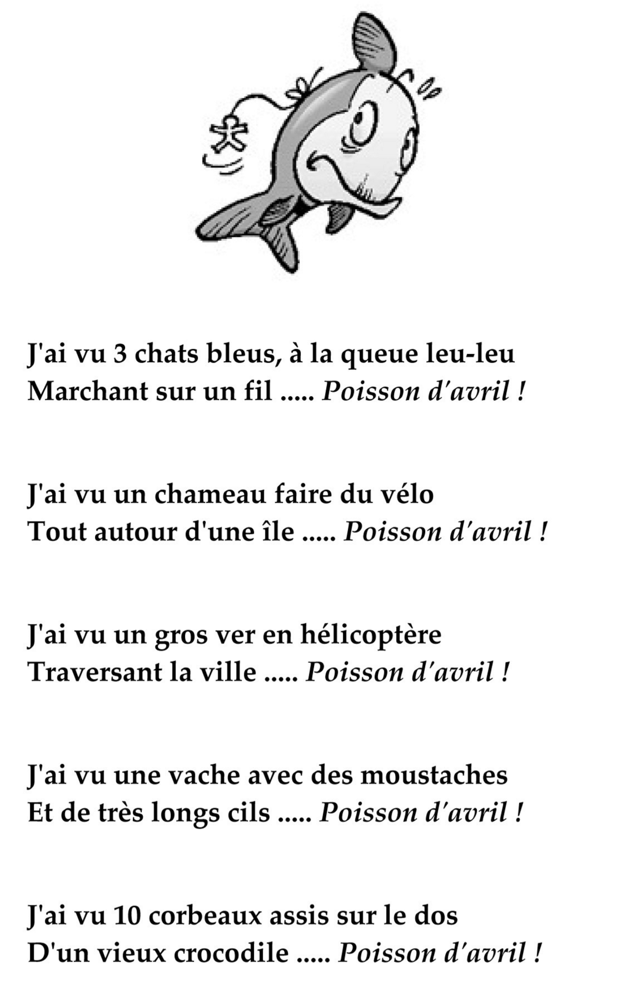 J'ai vu 3 chats bleus, à la queue leu-leu
Marchant sur un fil ..... Poisson d'avril !
J'ai vu un chameau faire du vélo
Tout autour d'une île ..... Poisson d'avril !
J'ai vu un gros ver en hélicoptère
Traversant la ville ..... Poisson d'avril !
J'ai vu une vache avec des moustaches
Et de très longs cils ..... Poisson d'avril !
J'ai vu 10 corbeaux assis sur le dos
D'un vieux crocodile ..... Poisson d'avril !